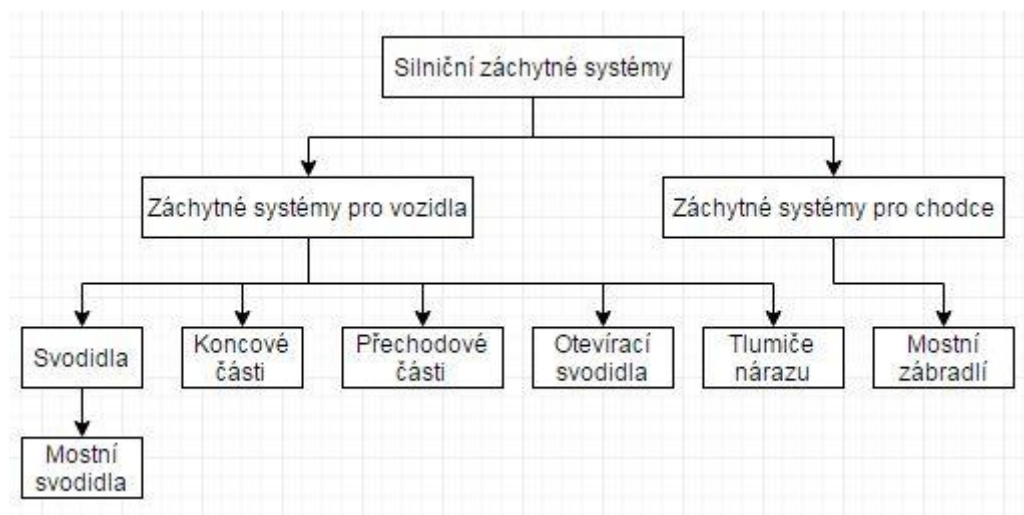 Silniční záchytné systémy
Záchytné systémy pro vozidla
Záchytné systémy pro chodce
Svodidla
Koncové
části
Přechodové
části
Otevírací
svodidla
Tlumiče
nárazu
Mostní
zábradlí
Mostní
svodidla